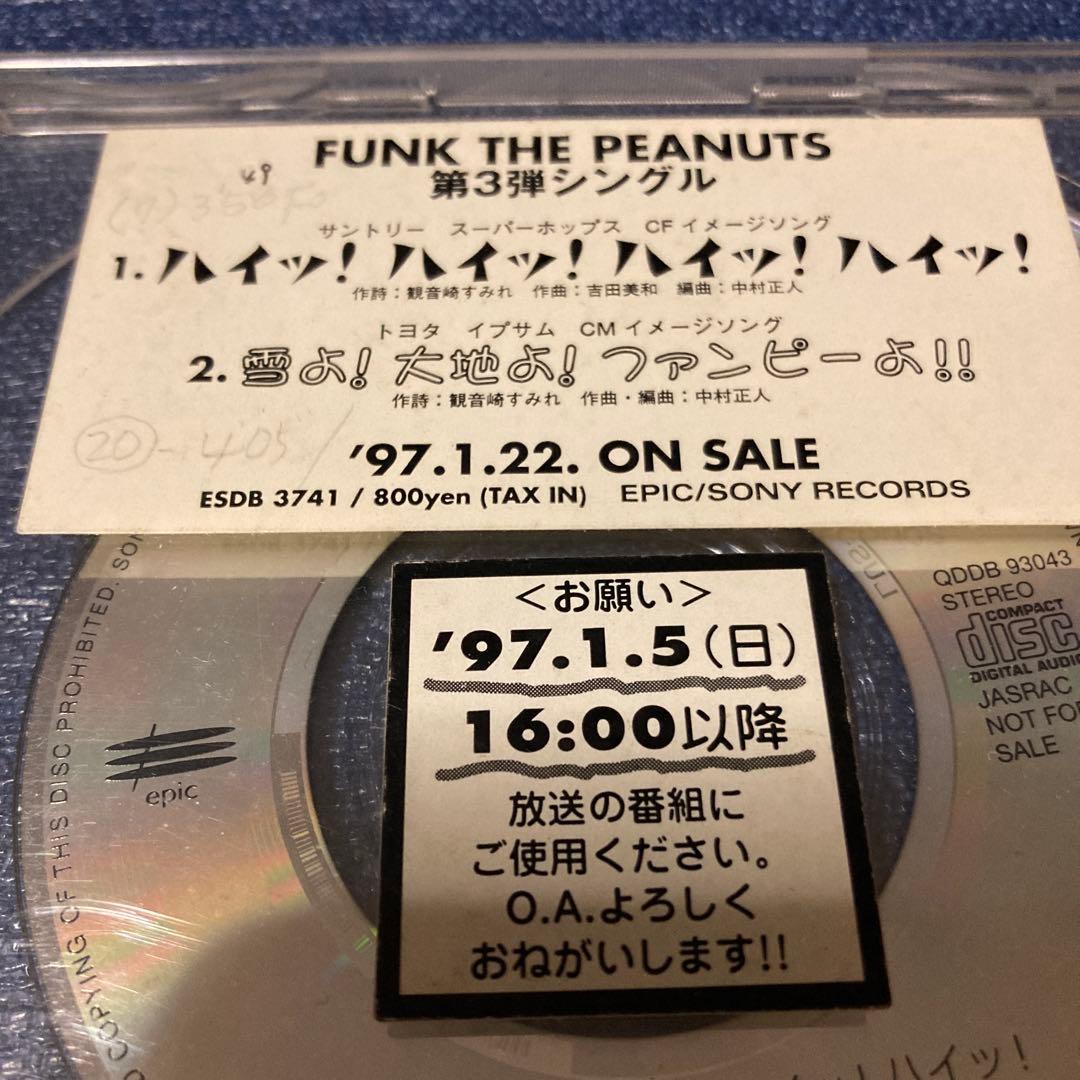 FUNK THE PEANUTS
第3弾シングル
サントリー スーパーホップス CFイメージソング
1. ハイッ! ハイッ! ハイッ! ハイッ!
作詩:観音崎すみれ 作曲:吉田美和 編曲:中村正人
トヨタ イプサム CMイメージソング
2. 雪よ! 大地よ! ファンピーよ!!
作詩:観音崎すみれ 作曲・編曲:中村正人
20-405/
'97.1.22. ON SALE
ESDB 3741 / 800yen (TAX IN) EPIC/SONY RECORDS
<お願い>
'97.1.5(日)
16:00以降
放送の番組に
ご使用ください。
O.A.よろしく
おねがいします!!
QDDB 93043
STEREO
COMPACT
disc
DIGITAL AUDIO
JASRAC
NOT FOR
SALE
epic
COPYING OF THIS DISC PROHIBITED.
ハイッ!